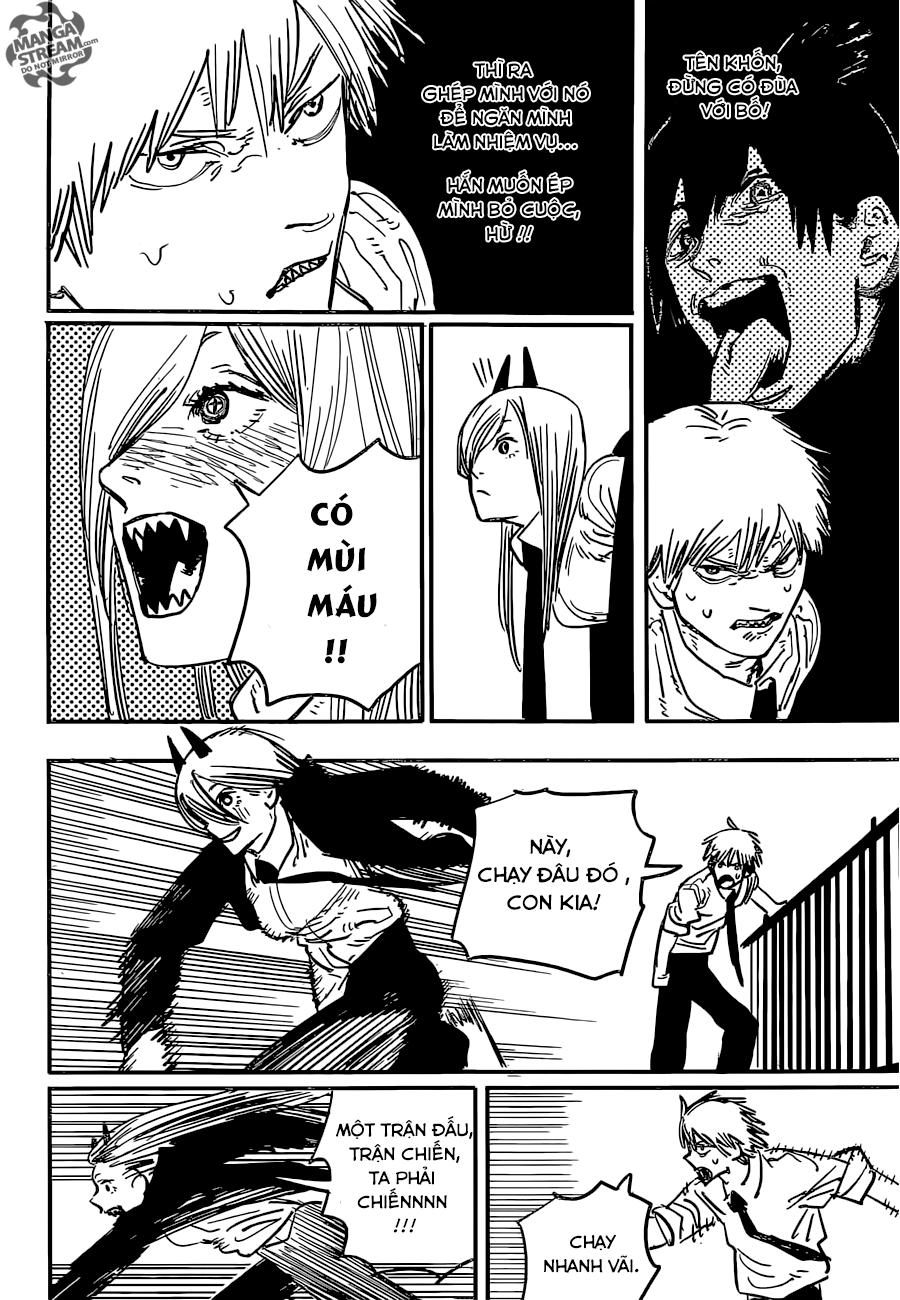 MANGA
STREAM.com
DO NOT MIRROR
THÌ RA
GHÉP MÌNH VỚI NÓ
ĐỂ NGĂN MÌNH
LÀM NHIỆM VỤ...
HẮN MUỐN ÉP
MÌNH BỎ CUỘC,
HỪ !!
TÊN KHỐN,
ĐỪNG CÓ ĐÙA
VỚI BỐ!
CÓ
MÙI
MÁU
!!
NÀY,
CHẠY ĐÂU ĐÓ ,
CON KIA!
MỘT TRẬN ĐẤU,
TRẬN CHIẾN,
TA PHẢI
CHIẾNNNN
!!!
CHẠY
NHANH VÃI.